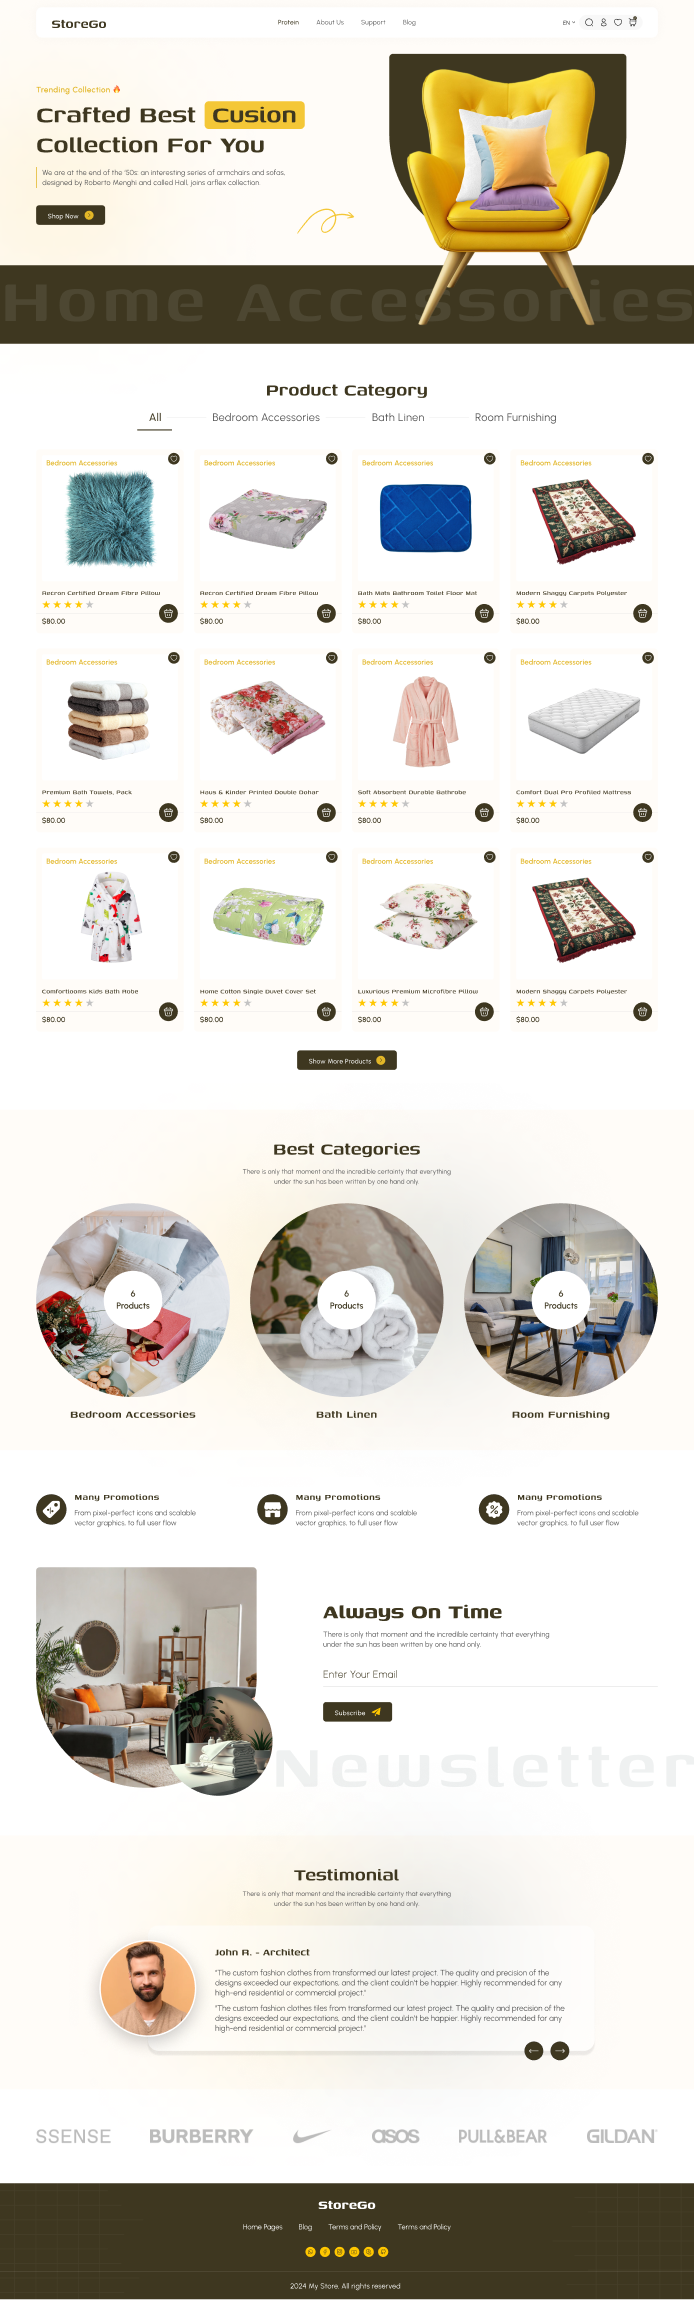 StoreGo
Protein
About Us
Support
Blog
EN
Trending Collection
Crafted Best Cusion
Collection For You
We are at the end of the '50s: an interesting series of armchairs and sofas,
designed by Roberto Menghi and called Hall, joins arflex collection.
Shop Now
Home Accessories
Product Category
All
Bedroom Accessories
Bath Linen
Room Furnishing
Bedroom Accessories
Bedroom Accessories
Bedroom Accessories
Bedroom Accessories
Recron Certified Dream Fibre Pillow
Recron Certified Dream Fibre Pillow
Bath Mats Bathroom Toilet Floor Mat
Modern Shaggy Carpets Polyester
$80.00
$80.00
$80.00
$80.00
Bedroom Accessories
Bedroom Accessories
Bedroom Accessories
Bedroom Accessories
Premium Bath Towels, Pack
Haus & Kinder Printed Double Dohar
Soft Absorbent Durable Bathrobe
Comfort Dual Pro Profiled Mattress
$80.00
$80.00
$80.00
$80.00
Bedroom Accessories
Bedroom Accessories
Bedroom Accessories
Bedroom Accessories
Comfortlooms Kids Bath Robe
Home Cotton Single Duvet Cover Set
Luxurious Premium Microfibre Pillow
Modern Shaggy Carpets Polyester
$80.00
$80.00
$80.00
$80.00
Show More Products
Best Categories
There is only that moment and the incredible certainty that everything
under the sun has been written by one hand only.
6
Products
6
Products
6
Products
Bedroom Accessories
Bath Linen
Room Furnishing
Many Promotions
From pixel-perfect icons and scalable
vector graphics, to full user flow
Many Promotions
From pixel-perfect icons and scalable
vector graphics, to full user flow
Many Promotions
From pixel-perfect icons and scalable
vector graphics, to full user flow
Always On Time
There is only that moment and the incredible certainty that everything
under the sun has been written by one hand only.
Enter Your Email
Subscribe
Newsletter
Testimonial
There is only that moment and the incredible certainty that everything
under the sun has been written by one hand only.
John R. - Architect
"The custom fashion clothes from transformed our latest project. The quality and precision of the
designs exceeded our expectations, and the client couldn't be happier. Highly recommended for any
high-end residential or commercial project."
"The custom fashion clothes tiles from transformed our latest project. The quality and precision of the
designs exceeded our expectations, and the client couldn't be happier. Highly recommended for any
high-end residential or commercial project."
SSENSE
BURBERRY
asos
PULL&BEAR
GILDAN
StoreGo
Home Pages
Blog
Terms and Policy
Terms and Policy
2024 My Store. All rights reserved